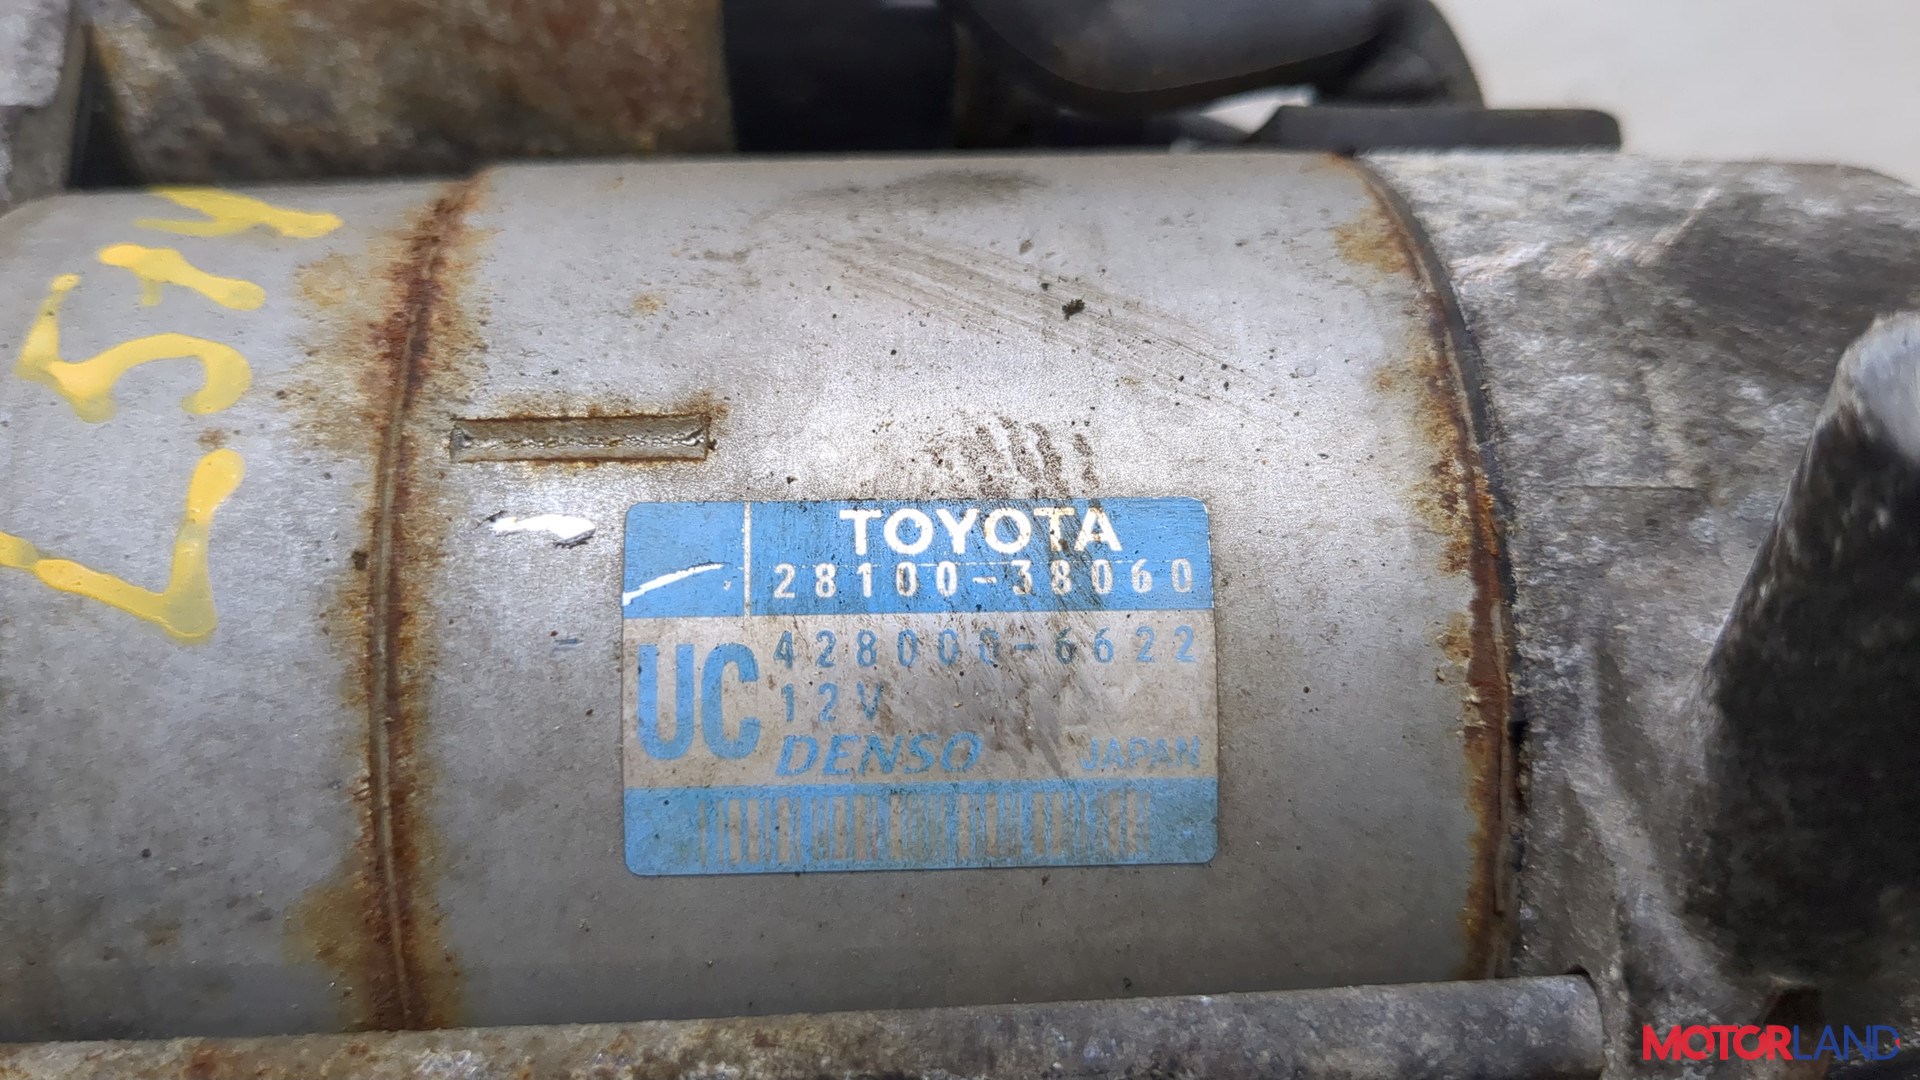 TOYOTA
28100-38060
UC
428000-6622
12V
DENSO JAPAN
MOTORLAND